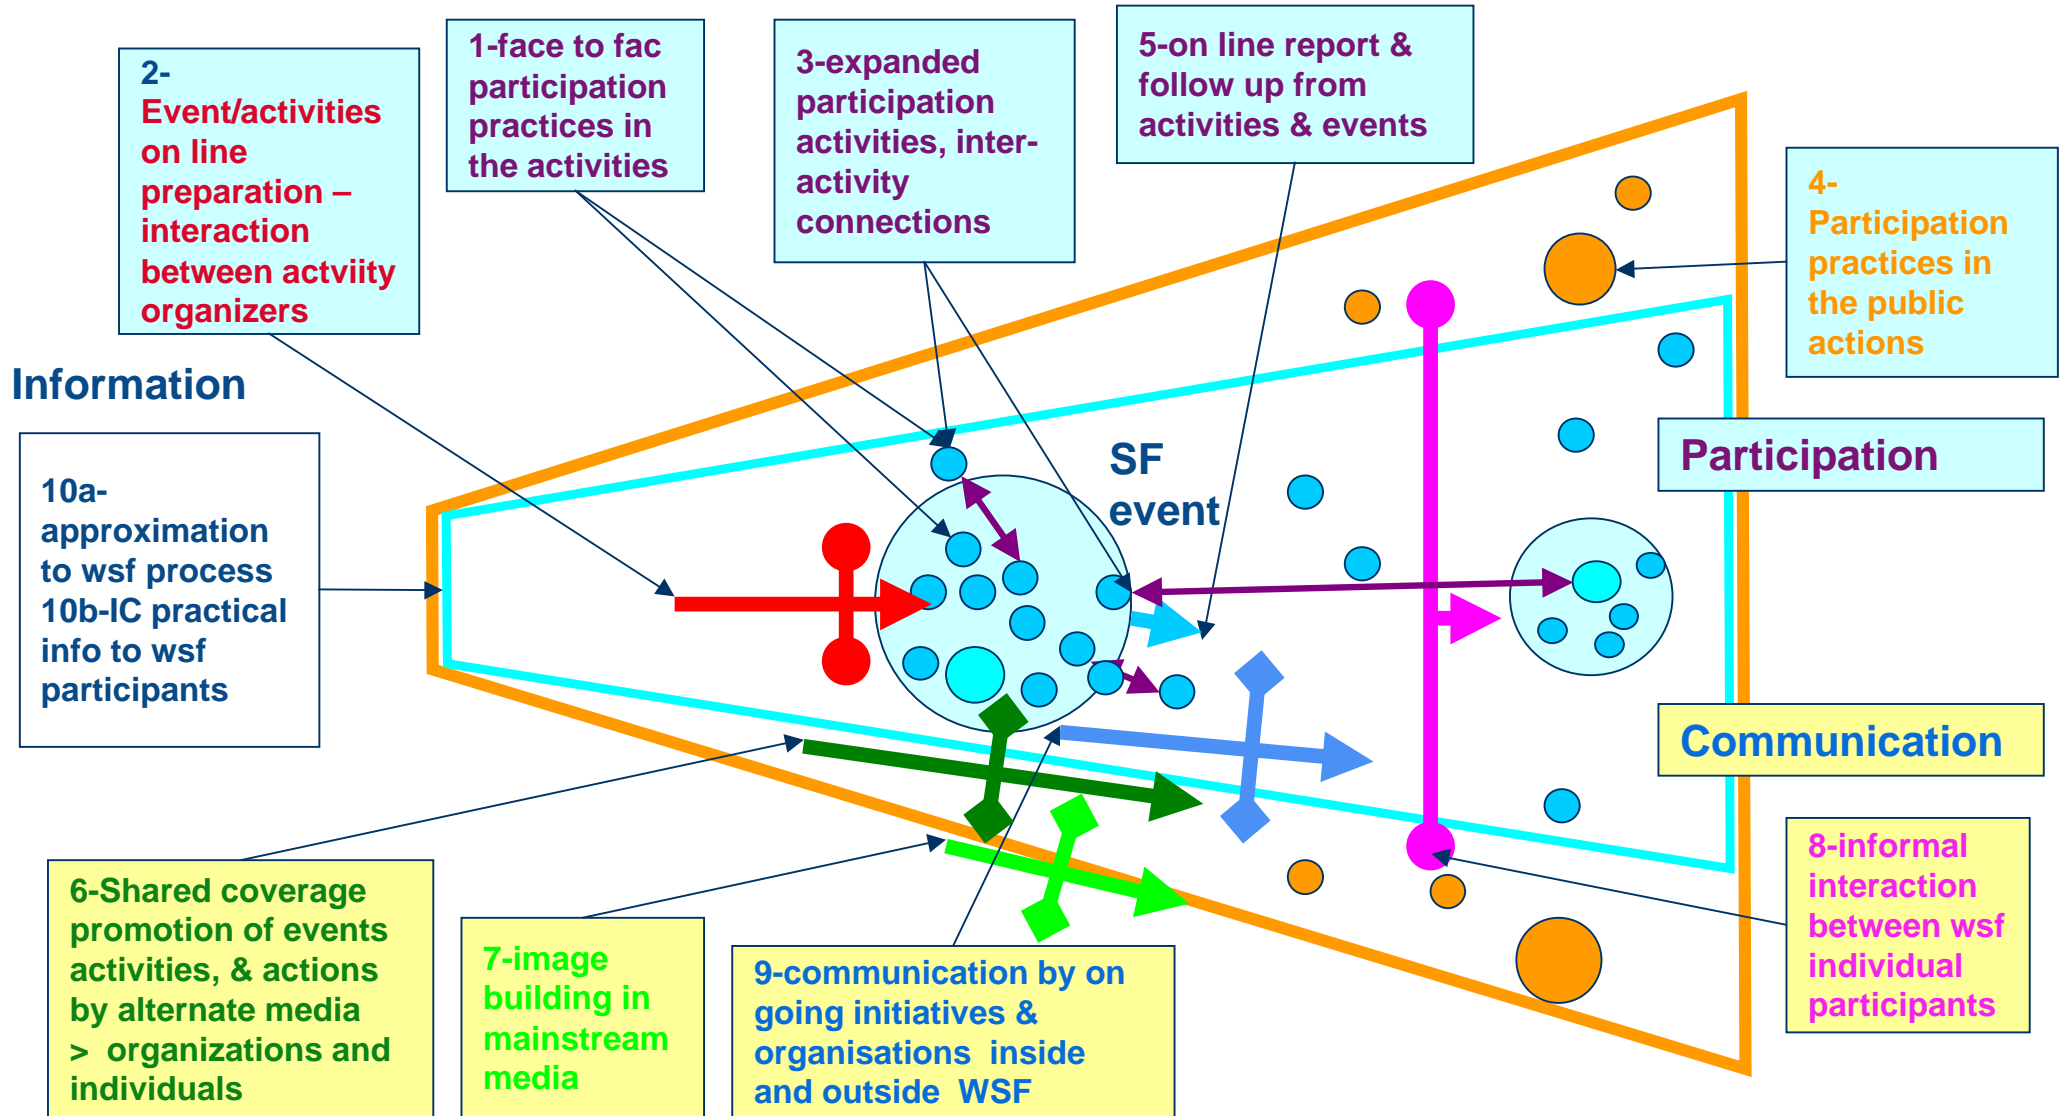 2-
Event/activities
on line
preparation –
interaction
between actviity
organizers
1-face to fac
participation
practices in
the activities
3-expanded
participation
activities, inter-
activity
connections
5-on line report &
follow up from
activities & events
4-
Participation
practices in
the public
actions
Information
10a-
approximation
to wsf process
10b-IC practical
info to wsf
participants
SF
event
Participation
Communication
6-Shared coverage
promotion of events
activities, & actions
by alternate media
> organizations and
individuals
7-image
building in
mainstream
media
9-communication by on
going initiatives &
organisations inside
and outside WSF
8-informal
interaction
between wsf
individual
participants